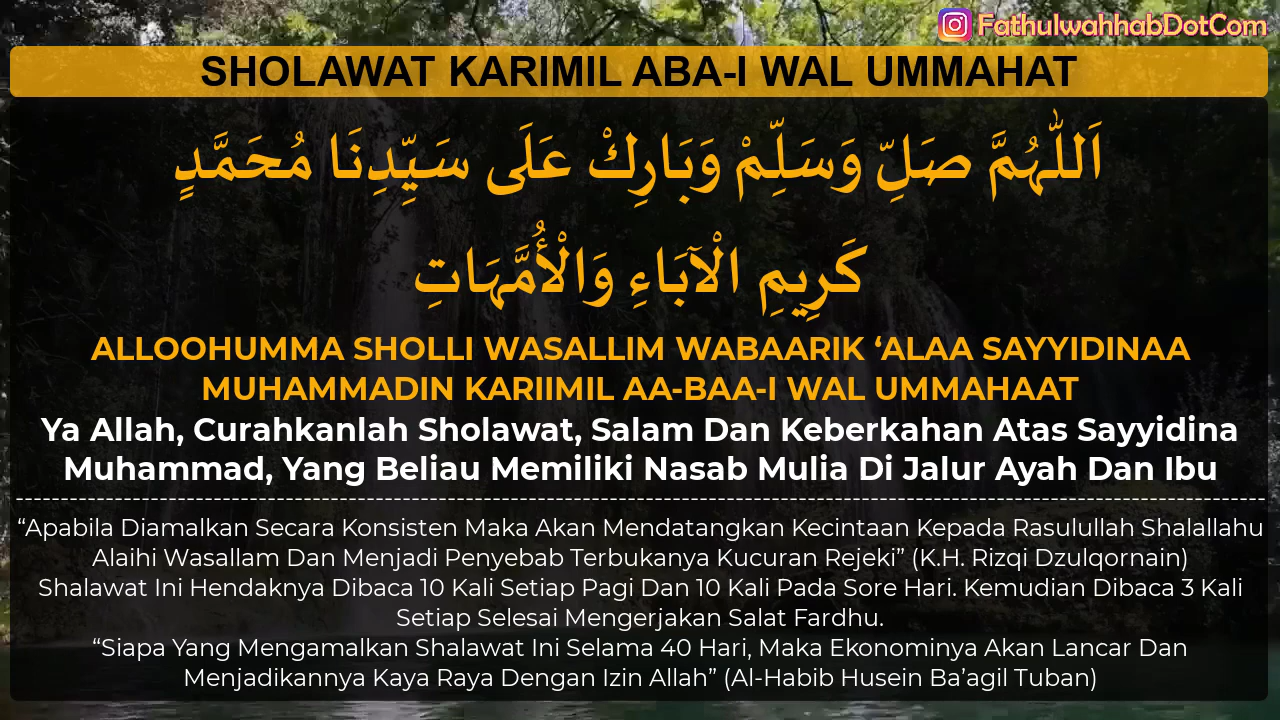 FathulwahhabDotCom
SHOLAWAT KARIMIL ABA-I WAL UMMAHAT
اَللّٰهُمَّ صَلِّ وَسَلِّمْ وَبَارِكْ عَلَى سَيِّدِنَا مُحَمَّدٍ
كَرِيمِ الْآبَاءِ وَالْأُمَّهَاتِ
ALLOOHUMMA SHOLLI WASALLIM WABAARIK ‘ALAA SAYYIDINAA
MUHAMMADIN KARIIMIL AA-BAA-I WAL UMMAHAAT
Ya Allah, Curahkanlah Sholawat, Salam Dan Keberkahan Atas Sayyidina
Muhammad, Yang Beliau Memiliki Nasab Mulia Di Jalur Ayah Dan Ibu
“Apabila Diamalkan Secara Konsisten Maka Akan Mendatangkan Kecintaan Kepada Rasulullah Shalallahu
Alaihi Wasallam Dan Menjadi Penyebab Terbukanya Kucuran Rejeki” (K.H. Rizqi Dzulqornain)
Shalawat Ini Hendaknya Dibaca 10 Kali Setiap Pagi Dan 10 Kali Pada Sore Hari. Kemudian Dibaca 3 Kali
Setiap Selesai Mengerjakan Salat Fardhu.
“Siapa Yang Mengamalkan Shalawat Ini Selama 40 Hari, Maka Ekonominya Akan Lancar Dan
Menjadikannya Kaya Raya Dengan Izin Allah” (Al-Habib Husein Ba’agil Tuban)